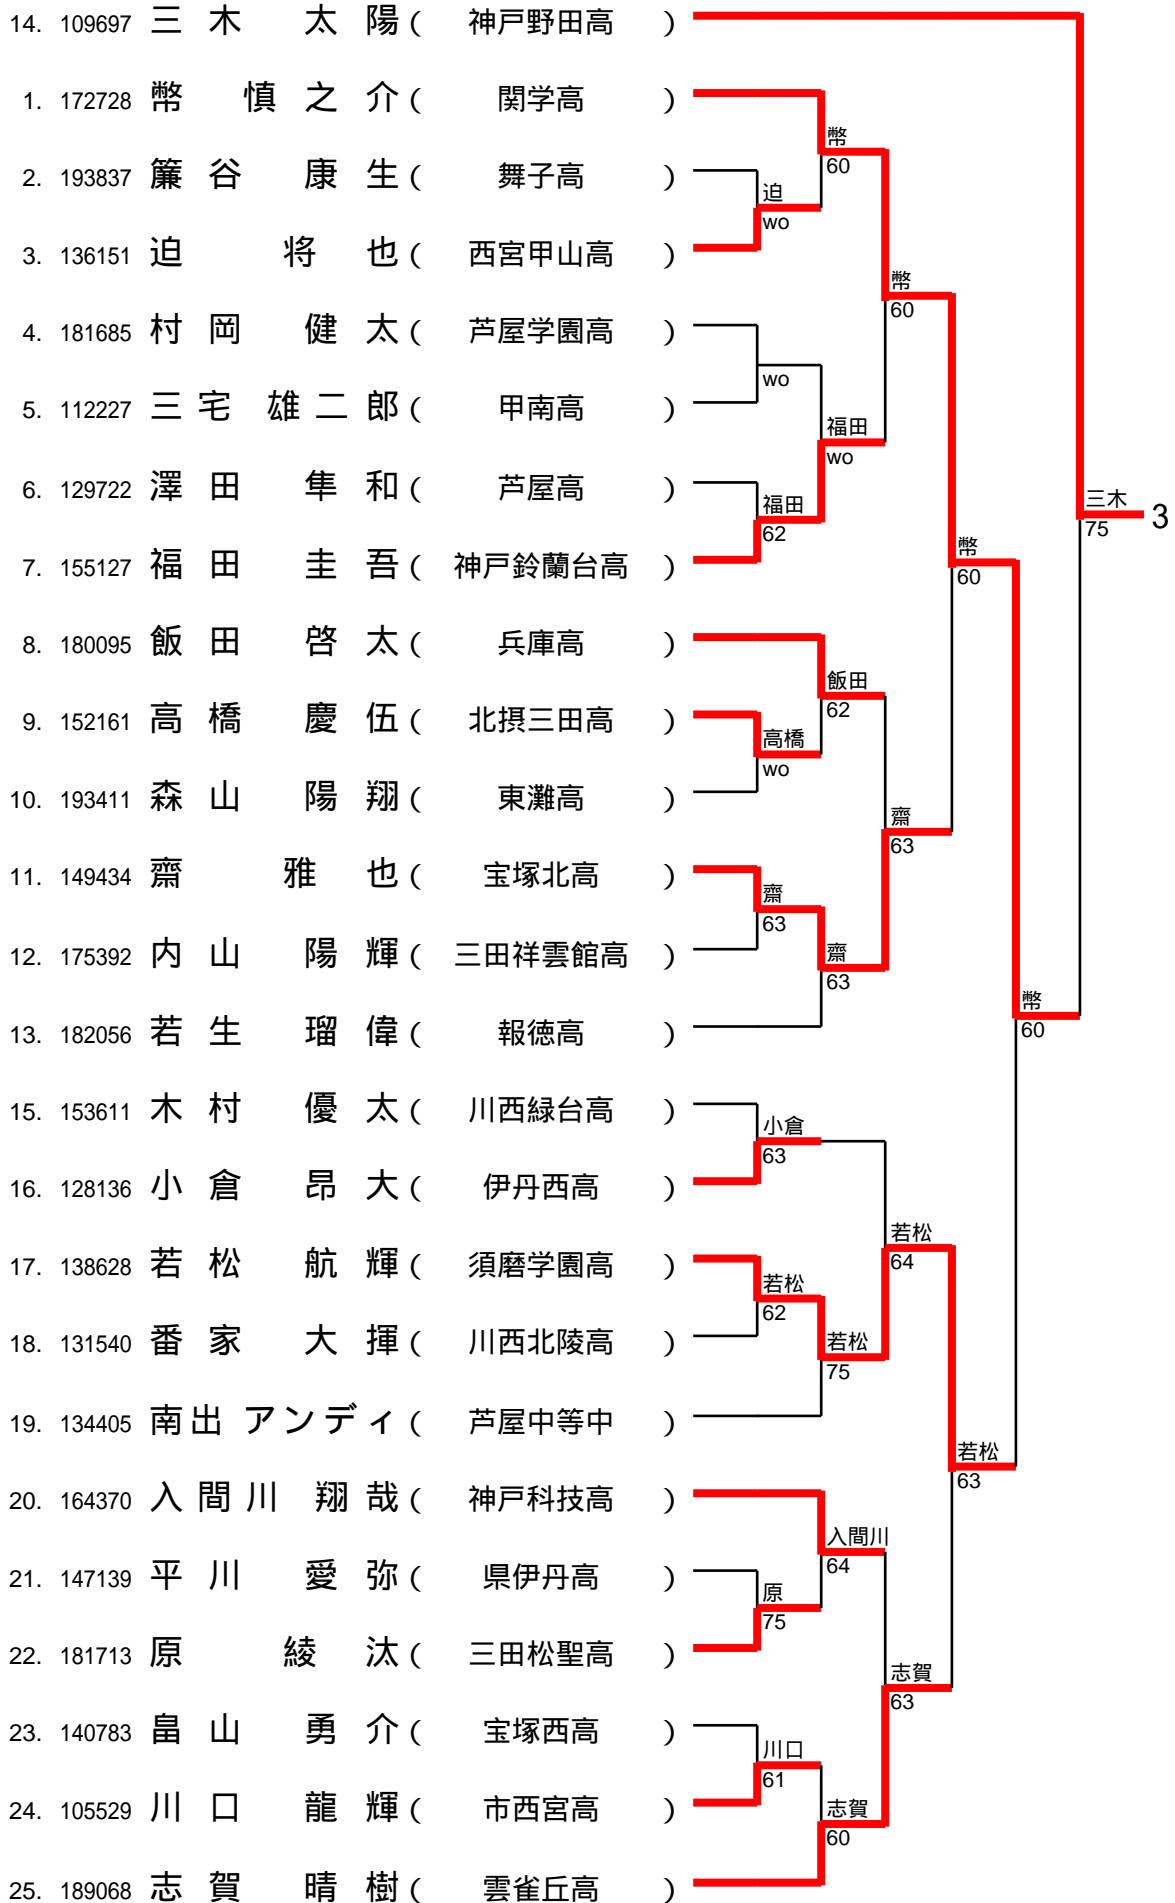 14. 109697 三木 太陽 ( 神戸野田高 )
1. 172728 幣 慎之介 ( 関学高 )
幣
60
2. 193837 簾谷 康生 ( 舞子高 )
迫
wo
3. 136151 迫 将也 ( 西宮甲山高 )
幣
60
4. 181685 村岡 健太 ( 芦屋学園高 )
wo
5. 112227 三宅 雄二郎 ( 甲南高 )
福田
wo
6. 129722 澤田 隼和 ( 芦屋高 )
福田
62
三木 3
75
7. 155127 福田 圭吾 ( 神戸鈴蘭台高 )
幣
60
8. 180095 飯田 啓太 ( 兵庫高 )
飯田
62
9. 152161 高橋 慶伍 ( 北摂三田高 )
高橋
wo
10. 193411 森山 陽翔 ( 東灘高 )
齋
63
11. 149434 齋 雅也 ( 宝塚北高 )
齋
63
12. 175392 内山 陽輝 ( 三田祥雲館高 )
齋
63
幣
60
13. 182056 若生 瑠偉 ( 報徳高 )
15. 153611 木村 優太 ( 川西緑台高 )
小倉
63
16. 128136 小倉 昂大 ( 伊丹西高 )
若松
64
17. 138628 若松 航輝 ( 須磨学園高 )
若松
62
18. 131540 番家 大揮 ( 川西北陵高 )
若松
75
19. 134405 南出 アンディ ( 芦屋中等中 )
若松
63
20. 164370 入間川 翔哉 ( 神戸科技高 )
入間川
64
21. 147139 平川 愛弥 ( 県伊丹高 )
原
75
22. 181713 原 綾汰 ( 三田松聖高 )
志賀
63
23. 140783 畠山 勇介 ( 宝塚西高 )
川口
61
24. 105529 川口 龍輝 ( 市西宮高 )
志賀
60
25. 189068 志賀 晴樹 ( 雲雀丘高 )